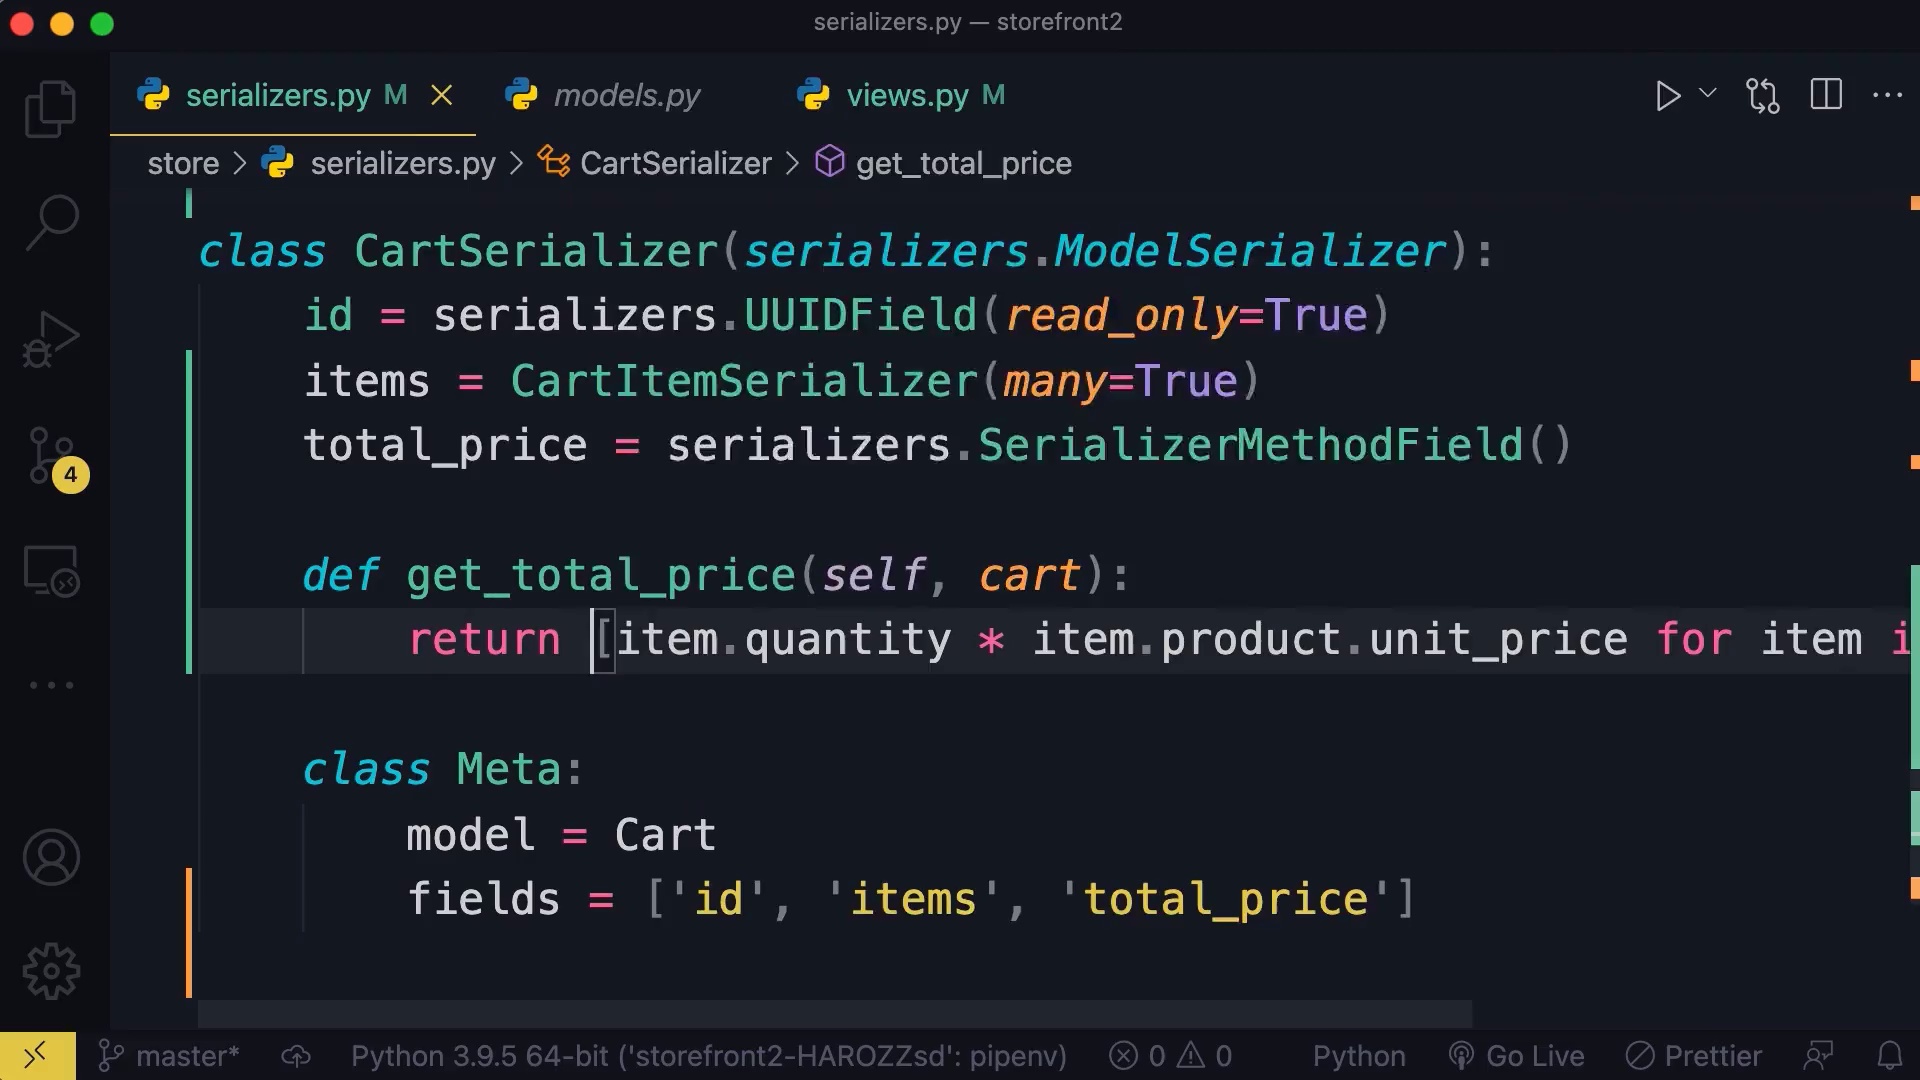 serializers.py — storefront2
serializers.py M
models.py
views.py M
store > serializers.py > CartSerializer > get_total_price
class CartSerializer(serializers.ModelSerializer):
id = serializers.UUIDField(read_only=True)
items = CartItemSerializer(many=True)
total_price = serializers.SerializerMethodField()
def get_total_price(self, cart):
return [item.quantity * item.product.unit_price for item i
class Meta:
model = Cart
fields = ['id', 'items', 'total_price']
4
master* Python 3.9.5 64-bit ('storefront2-HAROZZsd': pipenv) 0 0 Python Go Live Prettier